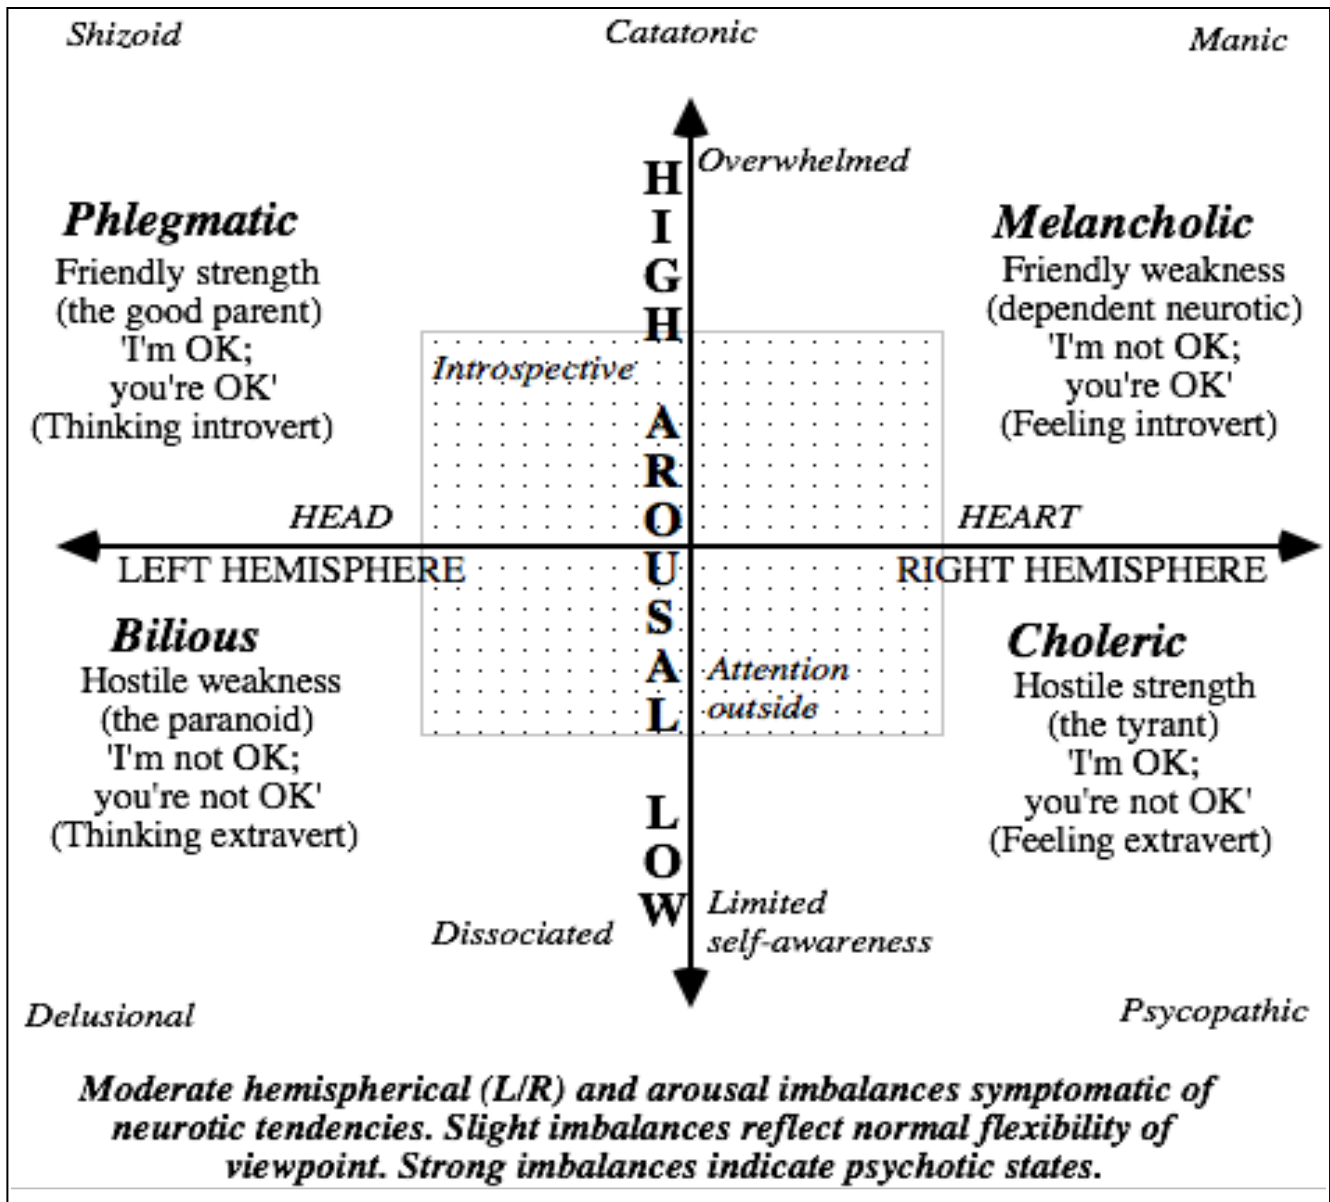 Shizoid
Catatonic
Manic
Overwhelmed
HIGH AROUSAL LOW
Phlegmatic
Friendly strength
(the good parent)
'I'm OK;
you're OK'
(Thinking introvert)
Melancholic
Friendly weakness
(dependent neurotic)
'I'm not OK;
you're OK'
(Feeling introvert)
Introspective
HEAD
HEART
LEFT HEMISPHERE
RIGHT HEMISPHERE
Bilious
Hostile weakness
(the paranoid)
'I'm not OK;
you're not OK'
(Thinking extravert)
Attention
outside
Choleric
Hostile strength
(the tyrant)
'I'm OK;
you're not OK'
(Feeling extravert)
Dissociated
Limited
self-awareness
Delusional
Psycopathic
Moderate hemispherical (L/R) and arousal imbalances symptomatic of
neurotic tendencies. Slight imbalances reflect normal flexibility of
viewpoint. Strong imbalances indicate psychotic states.